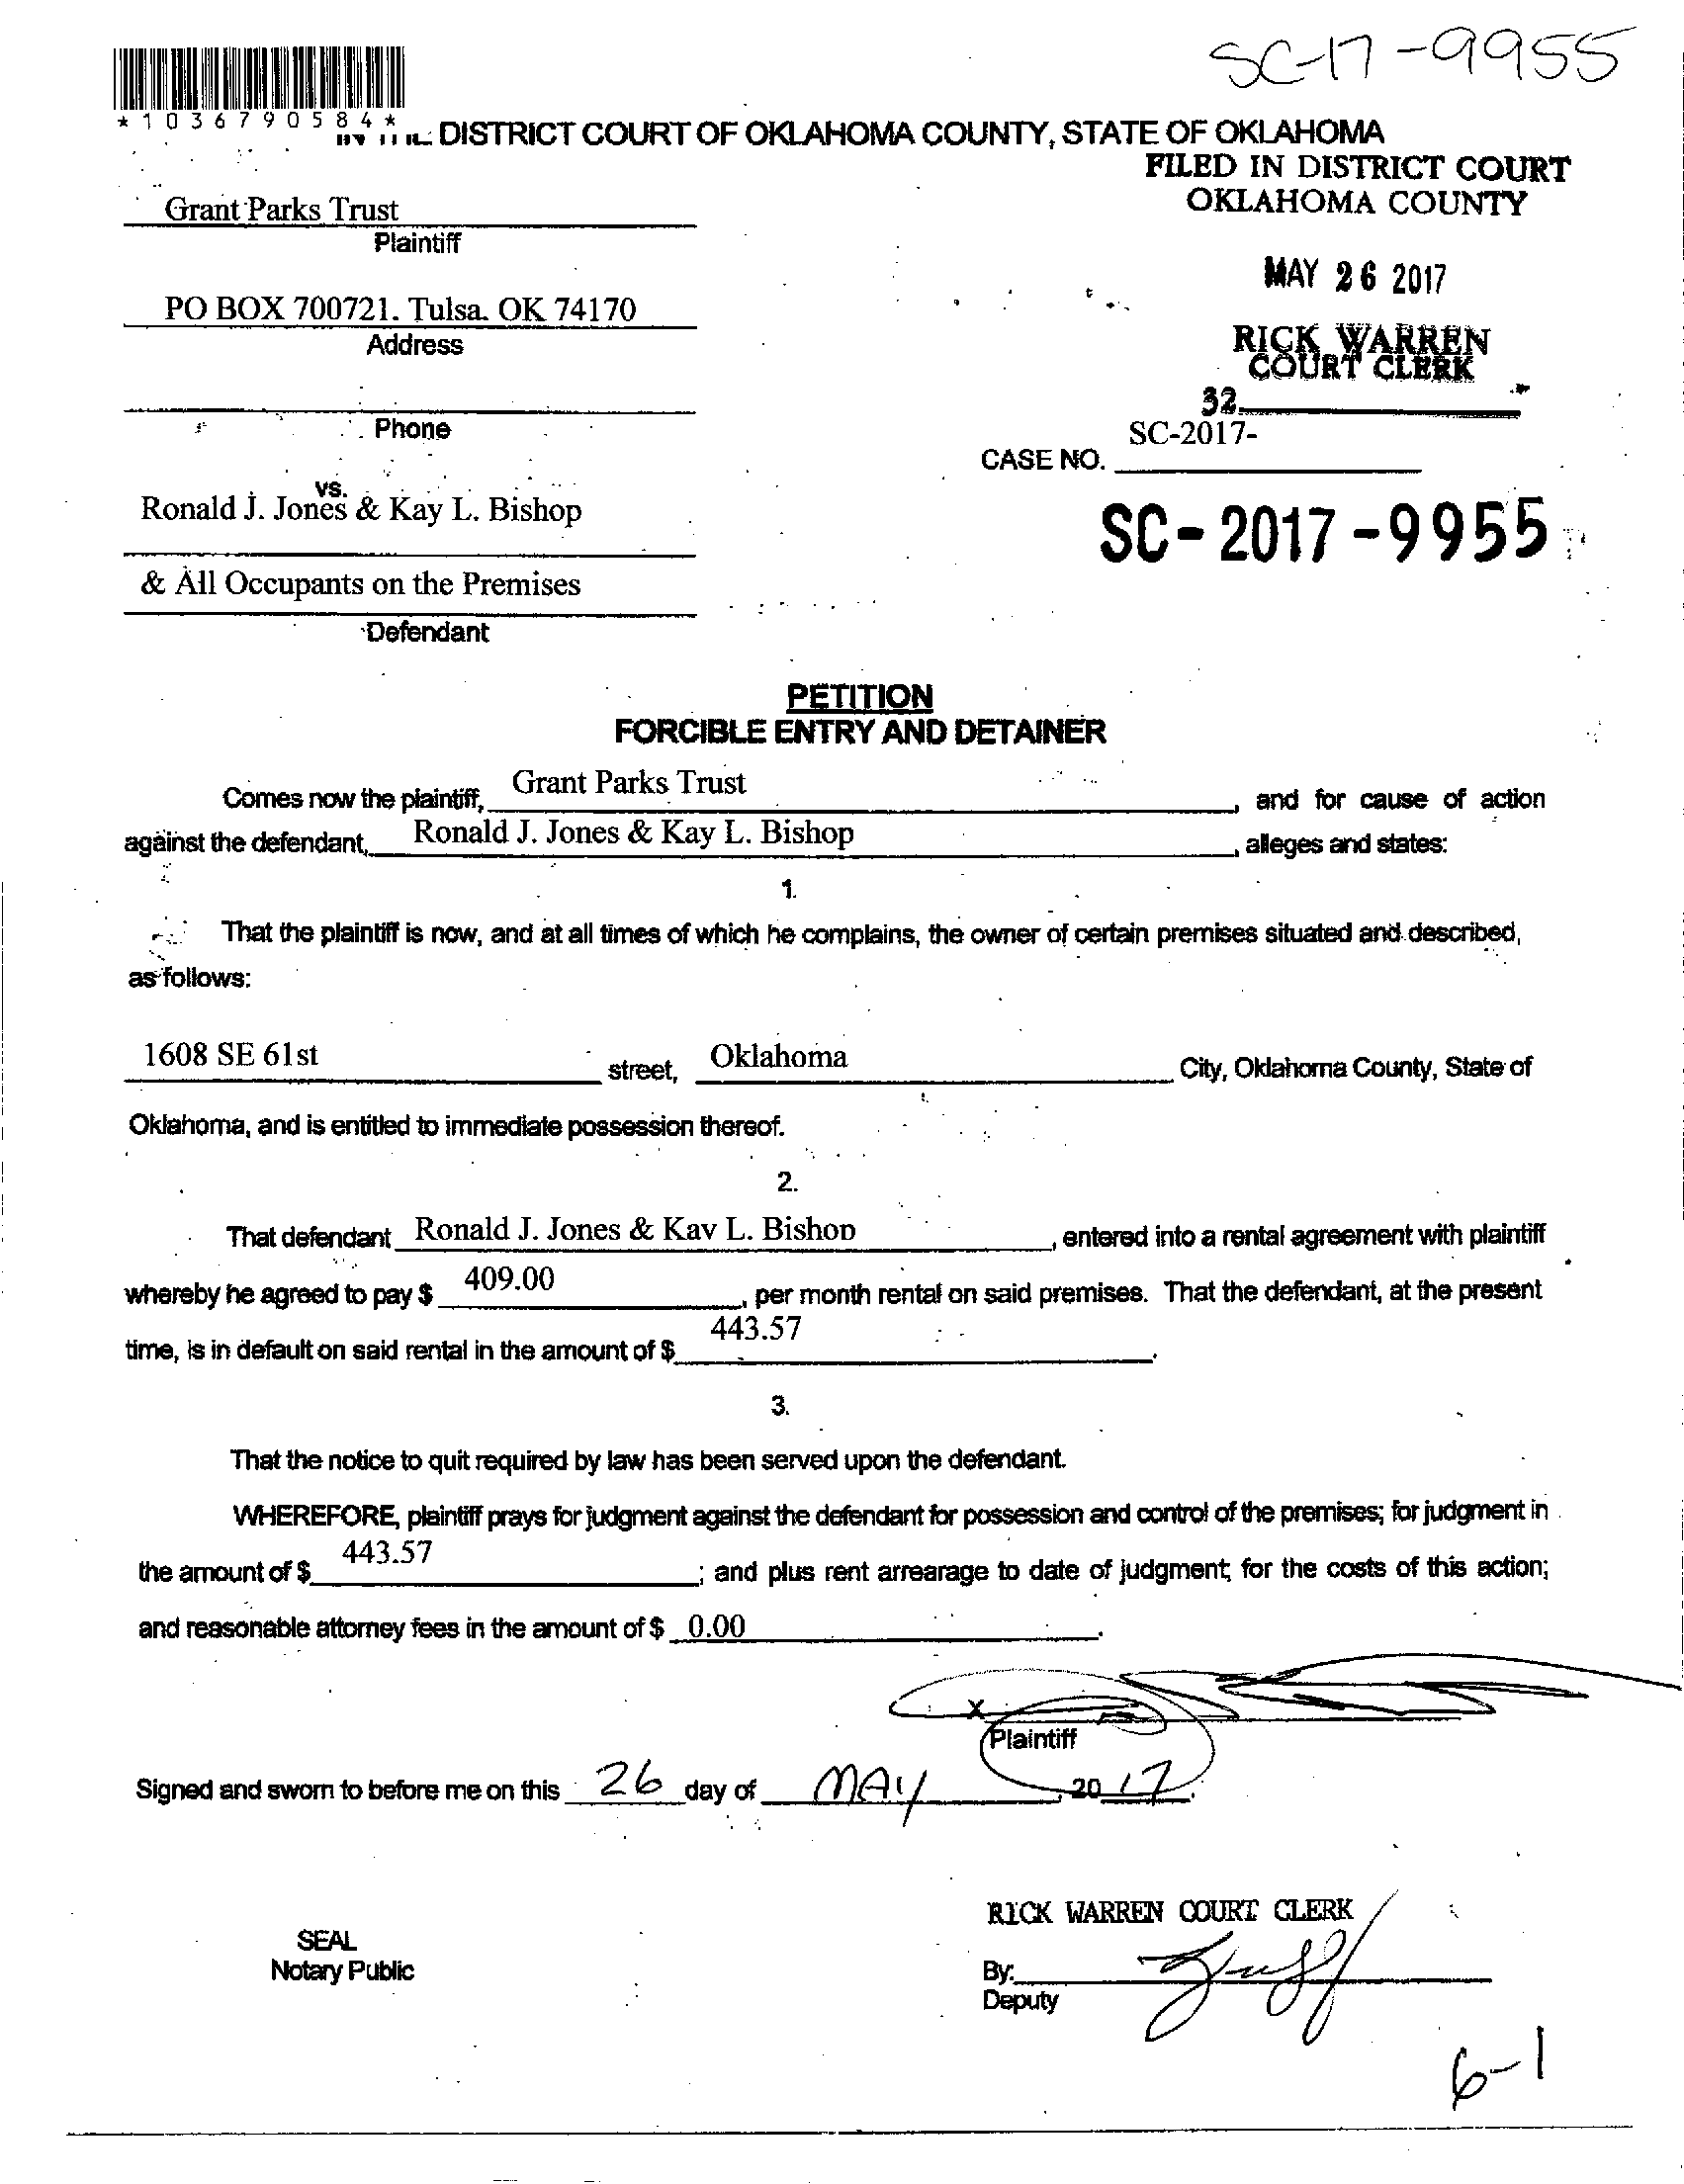 SC-17-9955
*1036790584*
DISTRICT COURT OF OKLAHOMA COUNTY, STATE OF OKLAHOMA
FILED IN DISTRICT COURT
OKLAHOMA COUNTY
Grant Parks Trust
Plaintiff
MAY 26 2017
PO BOX 700721. Tulsa. OK 74170
Address
RICK WARREN
COURT CLERK
32
Phone
SC-2017-
CASE NO.
vs.
Ronald J. Jones & Kay L. Bishop
SC-2017-9955
& All Occupants on the Premises
Defendant
PETITION
FORCIBLE ENTRY AND DETAINER
Comes now the plaintiff, Grant Parks Trust, and for cause of action
against the defendant, Ronald J. Jones & Kay L. Bishop, alleges and states:
1.
That the plaintiff is now, and at all times of which he complains, the owner of certain premises situated and described,
as follows:
1608 SE 61st street, Oklahoma City, Oklahoma County, State of
Oklahoma, and is entitled to immediate possession thereof.
2.
That defendant Ronald J. Jones & Kay L. Bishop, entered into a rental agreement with plaintiff
whereby he agreed to pay $ 409.00, per month rental on said premises. That the defendant, at the present
time, is in default on said rental in the amount of $ 443.57.
3.
That the notice to quit required by law has been served upon the defendant.
WHEREFORE, plaintiff prays for judgment against the defendant for possession and control of the premises; for judgment in
the amount of $ 443.57; and plus rent arrearage to date of judgment; for the costs of this action;
and reasonable attorney fees in the amount of $ 0.00.
X
Plaintiff
Signed and sworn to before me on this 26 day of MAY, 2017.
RICK WARREN COURT CLERK
SEAL
Notary Public
By:
Deputy
6-1